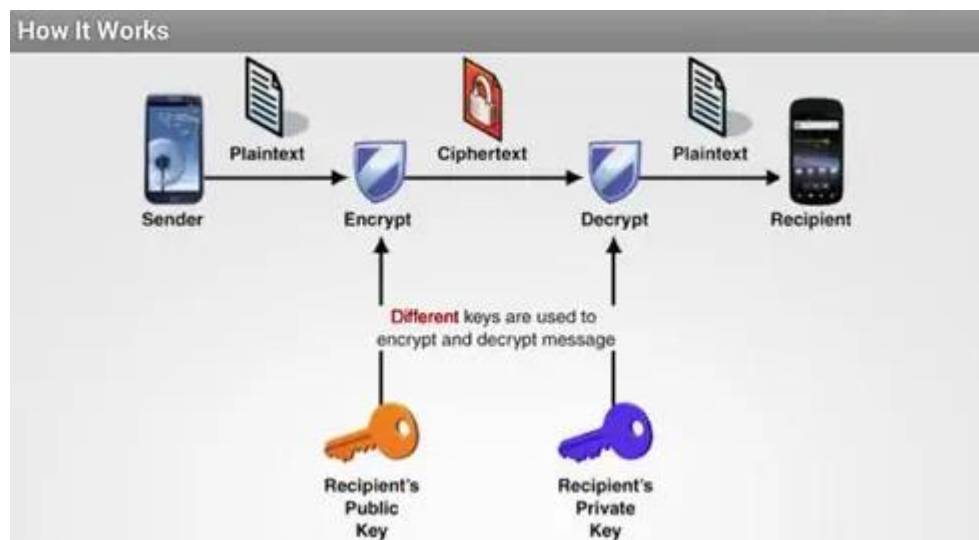 How It Works
Plaintext
Ciphertext
Plaintext
Sender
Encrypt
Decrypt
Recipient
Different keys are used to
encrypt and decrypt message
Recipient's
Public
Key
Recipient's
Private
Key